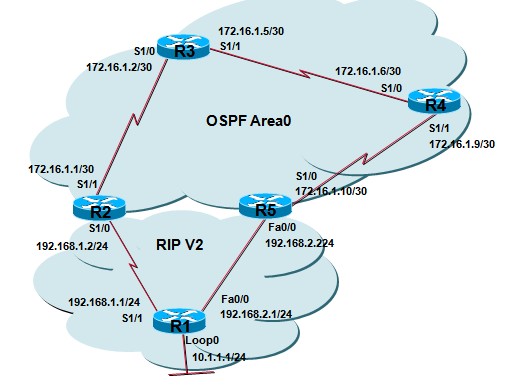 172.16.1.5/30
S1/0
R3
S1/1
172.16.1.2/30
172.16.1.6/30
S1/0
R4
OSPF Area0
S1/1
172.16.1.9/30
172.16.1.1/30
S1/1
S1/0
172.16.1.10/30
R2
R5
S1/0
Fa0/0
192.168.1.2/24
RIP V2
192.168.2.224
192.168.1.1/24
Fa0/0
S1/1
192.168.2.1/24
R1
Loop0
10.1.1.1/24